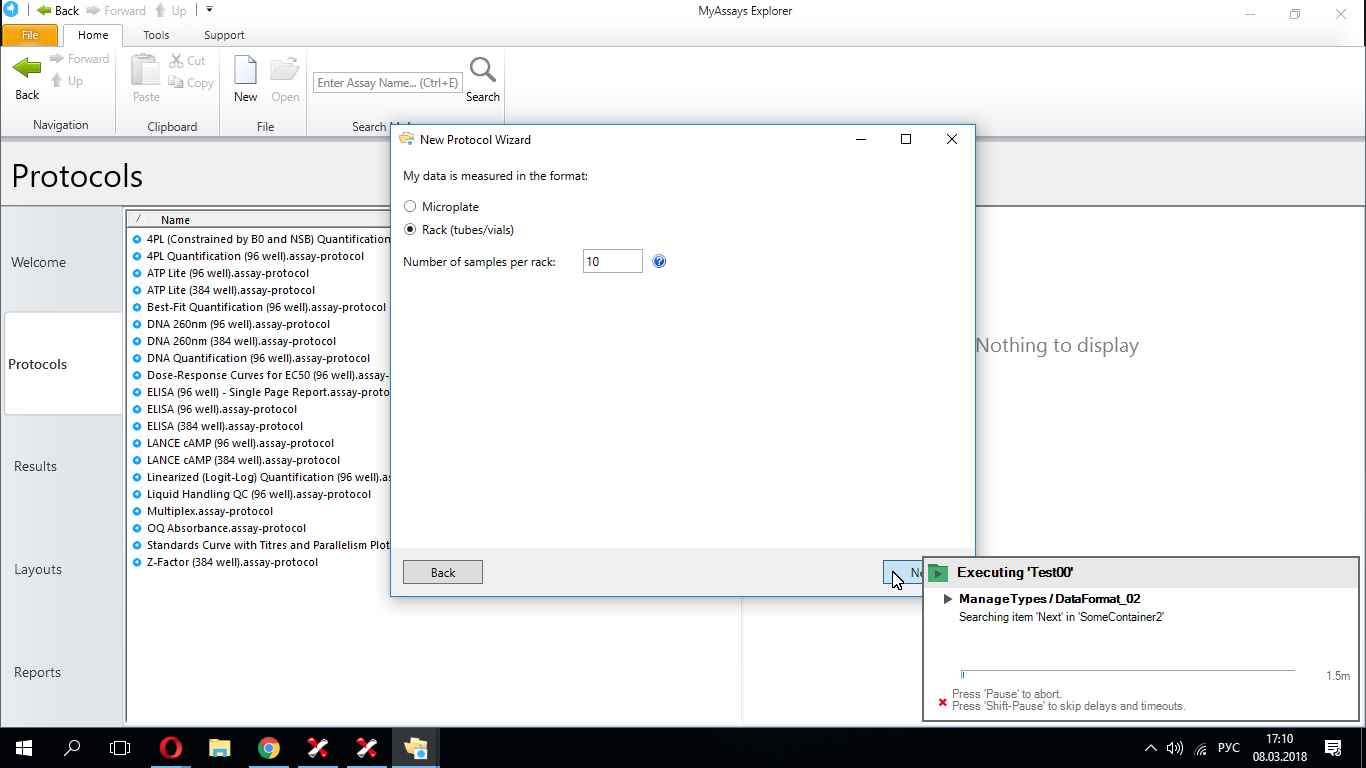 Back Forward Up
MyAssays Explorer
File Home Tools Support
Back
Forward
Up
Navigation
Paste
Cut
Copy
Clipboard
New
Open
File
Enter Assay Name... (Ctrl+E)
Search
Search
Protocols
Welcome
Protocols
Results
Layouts
Reports
Name
4PL (Constrained by B0 and NSB) Quantification
4PL Quantification (96 well).assay-protocol
ATP Lite (96 well).assay-protocol
ATP Lite (384 well).assay-protocol
Best-Fit Quantification (96 well).assay-protocol
DNA 260nm (96 well).assay-protocol
DNA 260nm (384 well).assay-protocol
DNA Quantification (96 well).assay-protocol
Dose-Response Curves for EC50 (96 well).assay-
ELISA (96 well) - Single Page Report.assay-proto
ELISA (96 well).assay-protocol
ELISA (384 well).assay-protocol
LANCE cAMP (96 well).assay-protocol
LANCE cAMP (384 well).assay-protocol
Linearized (Logit-Log) Quantification (96 well).as
Liquid Handling QC (96 well).assay-protocol
Multiplex.assay-protocol
OQ Absorbance.assay-protocol
Standards Curve with Titres and Parallelism Plot
Z-Factor (384 well).assay-protocol
New Protocol Wizard
My data is measured in the format:
Microplate
Rack (tubes/vials)
Number of samples per rack: 10
Back
Ne
Nothing to display
Executing 'Test00'
ManageTypes / DataFormat_02
Searching item 'Next' in 'SomeContainer2'
1.5m
Press 'Pause' to abort.
Press 'Shift-Pause' to skip delays and timeouts.
РУС
17:10
08.03.2018